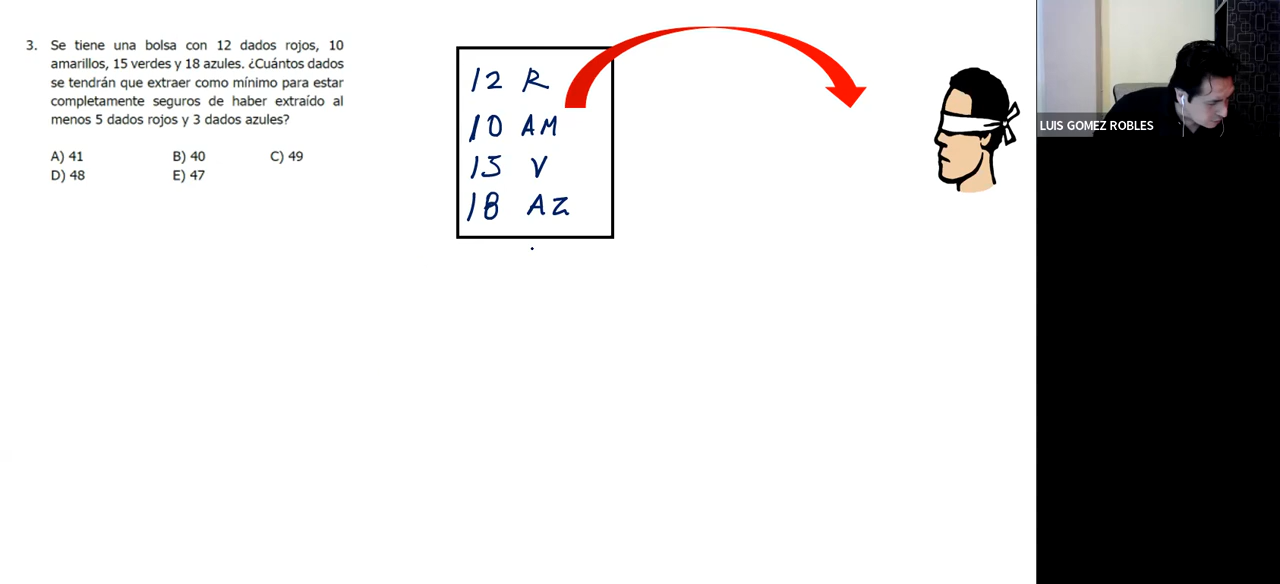 3. Se tiene una bolsa con 12 dados rojos, 10
amarillos, 15 verdes y 18 azules. ¿Cuántos dados
se tendrán que extraer como mínimo para estar
completamente seguros de haber extraído al
menos 5 dados rojos y 3 dados azules?
A) 41 B) 40 C) 49
D) 48 E) 47
12 R
10 AM
15 V
18 AZ
LUIS GOMEZ ROBLES